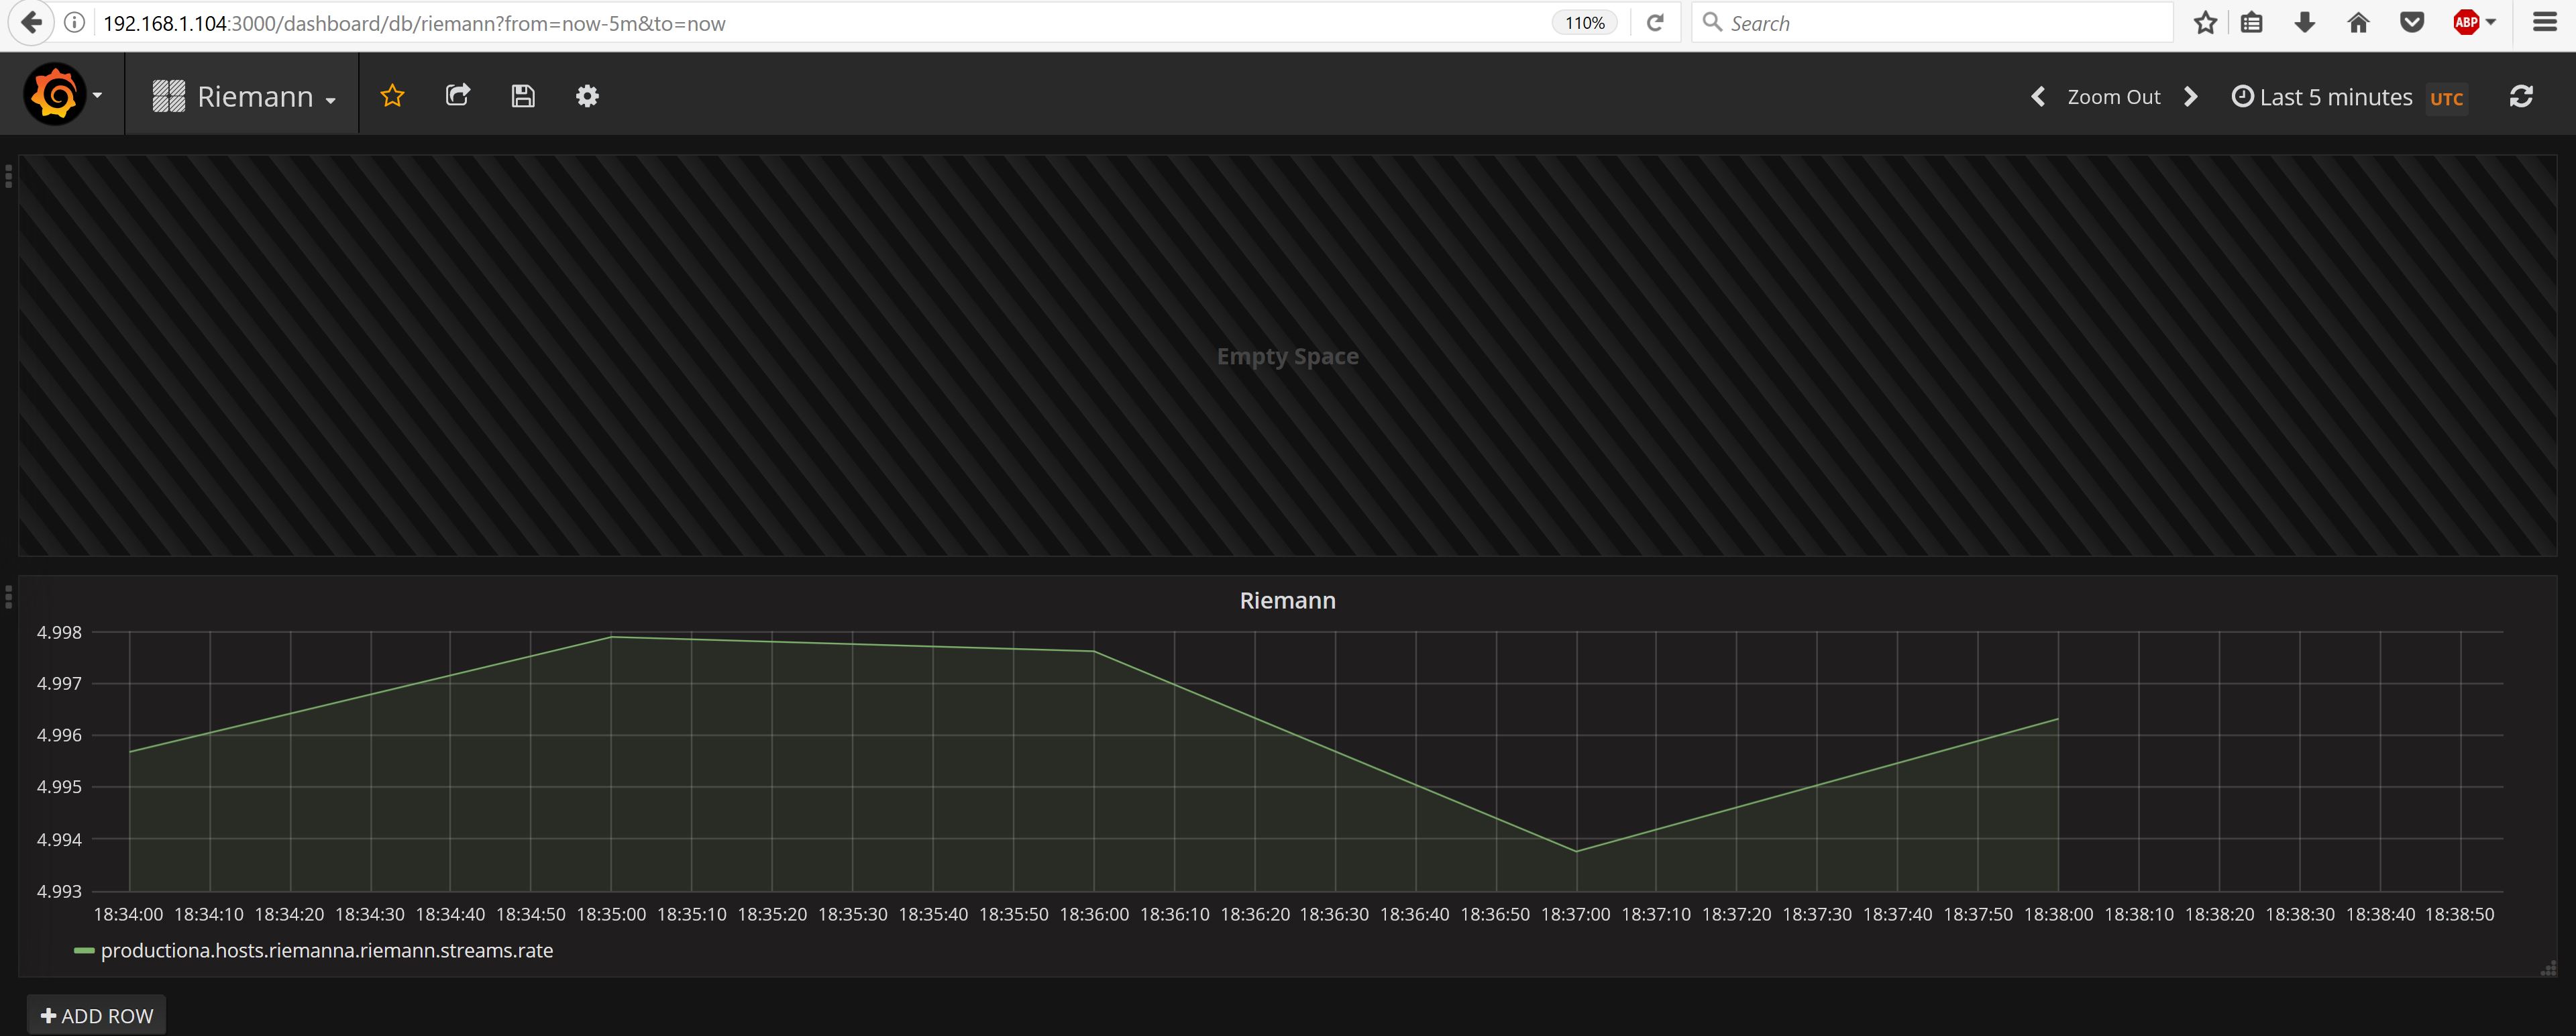 192.168.1.104:3000/dashboard/db/riemann?from=now-5m&to=now 110% Search ABP
Riemann Zoom Out Last 5 minutes UTC
Empty Space
Riemann
4.998
4.997
4.996
4.995
4.994
4.993
18:34:00 18:34:10 18:34:20 18:34:30 18:34:40 18:34:50 18:35:00 18:35:10 18:35:20 18:35:30 18:35:40 18:35:50 18:36:00 18:36:10 18:36:20 18:36:30 18:36:40 18:36:50 18:37:00 18:37:10 18:37:20 18:37:30 18:37:40 18:37:50 18:38:00 18:38:10 18:38:20 18:38:30 18:38:40 18:38:50
productiona.hosts.riemanna.riemann.streams.rate
ADD ROW